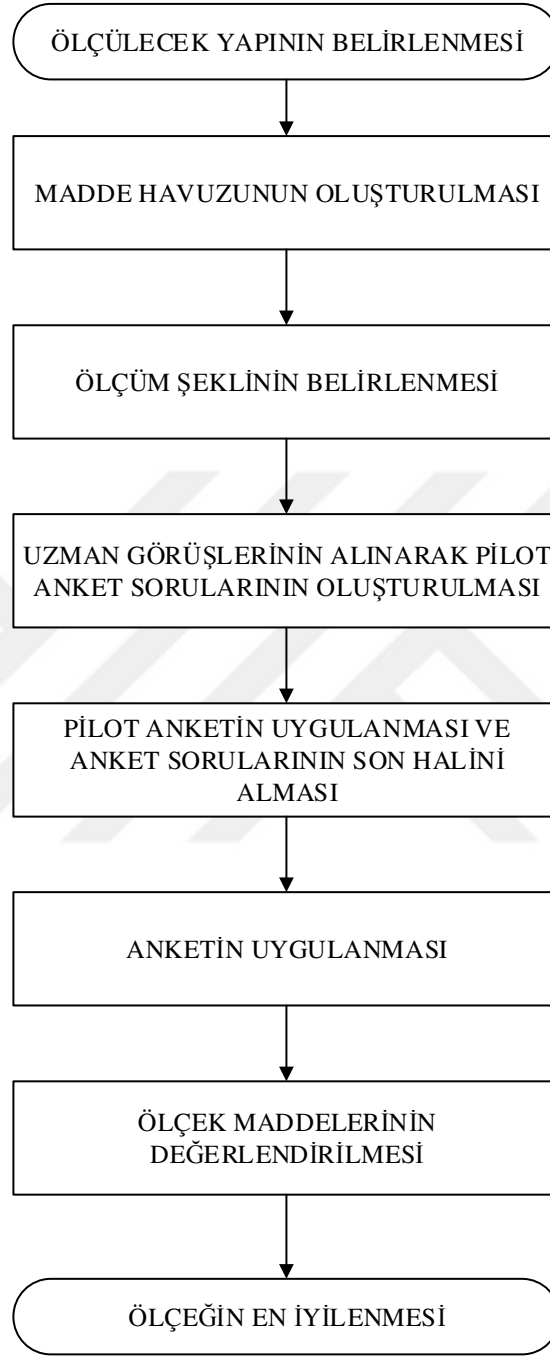 ÖLÇÜLECEK YAPININ BELİRLENMESİ
MADDE HAVUZUNUN OLUŞTURULMASI
ÖLÇÜM ŞEKLİNİN BELİRLENMESİ
UZMAN GÖRÜŞLERİNİN ALINARAK PİLOT
ANKET SORULARININ OLUŞTURULMASI
PİLOT ANKETİN UYGULANMASI VE
ANKET SORULARININ SON HALİNİ
ALMASI
ANKETİN UYGULANMASI
ÖLÇEK MADDELERİNİN
DEĞERLENDİRİLMESİ
ÖLÇEĞİN EN İYİLENMESİ